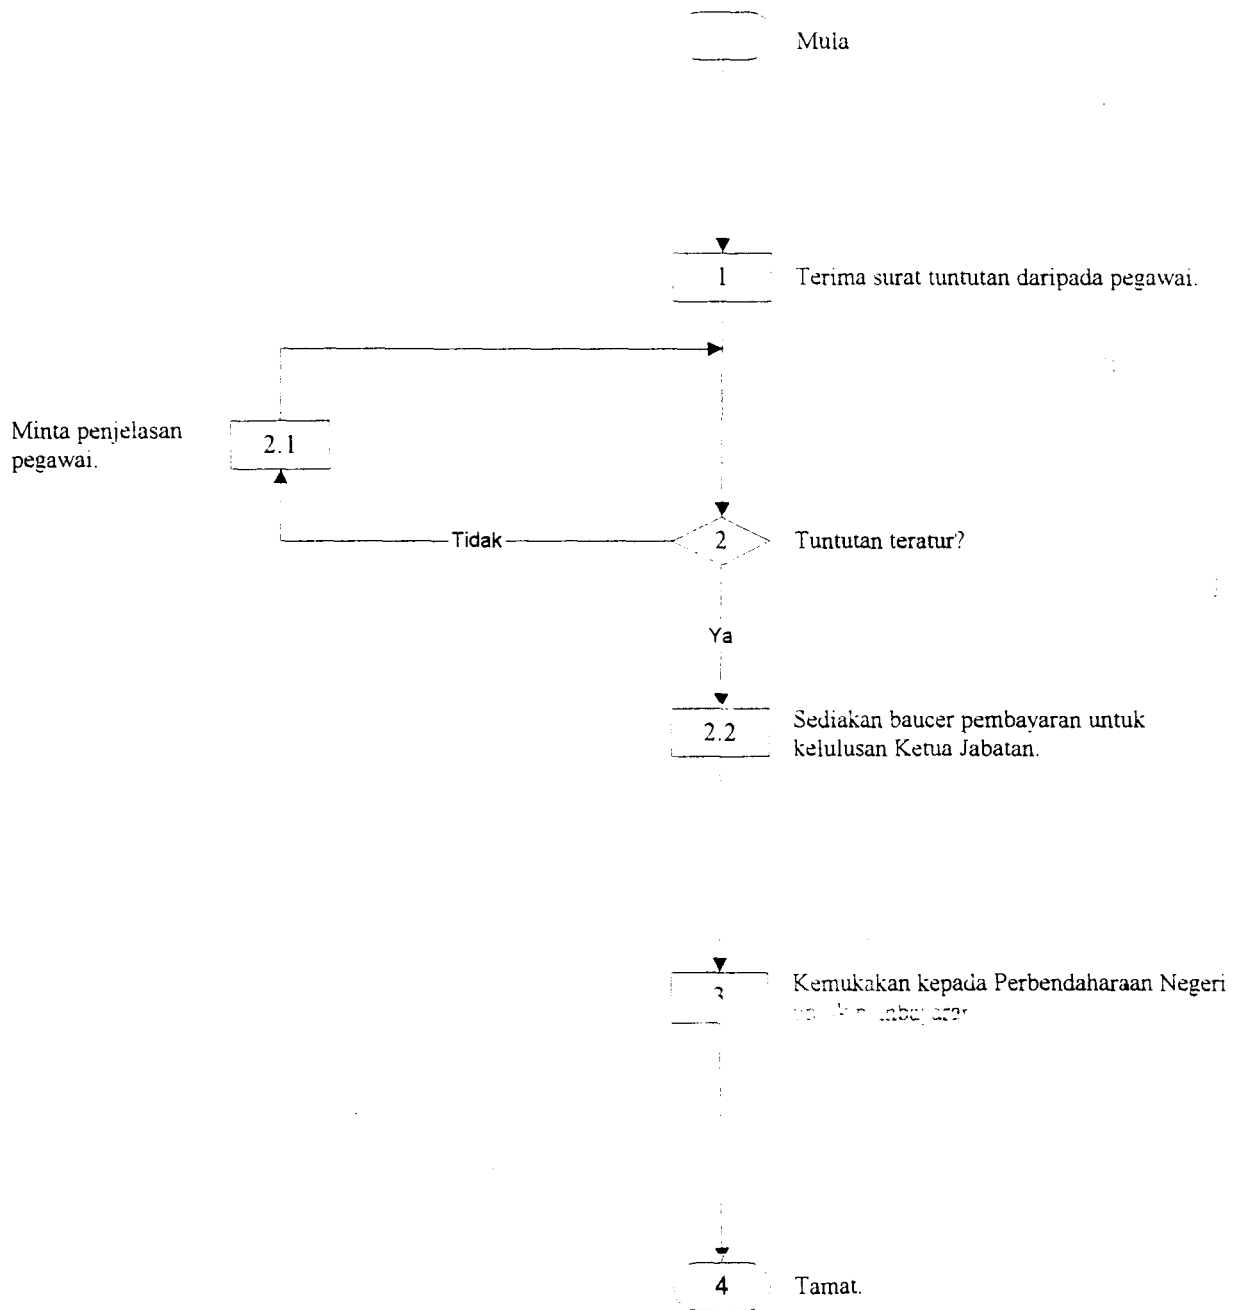 Mula
1
Terima surat tuntutan daripada pegawai.
Minta penjelasan
pegawai.
2.1
Tidak
2
Tuntutan teratur?
Ya
2.2
Sediakan baucer pembayaran untuk
kelulusan Ketua Jabatan.
3
Kemukakan kepada Perbendaharaan Negeri
4
Tamat.